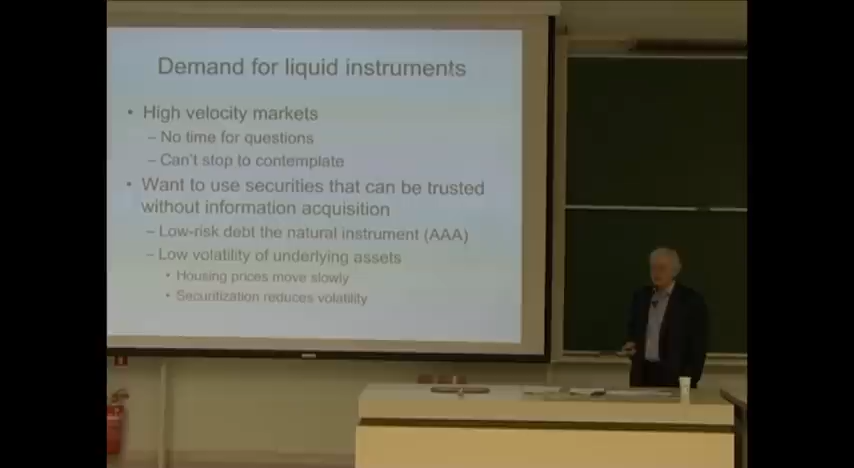 Demand for liquid instruments
• High velocity markets
– No time for questions
– Can't stop to contemplate
• Want to use securities that can be trusted
without information acquisition
– Low-risk debt the natural instrument (AAA)
– Low volatility of underlying assets
• Housing prices move slowly
• Securitization reduces volatility